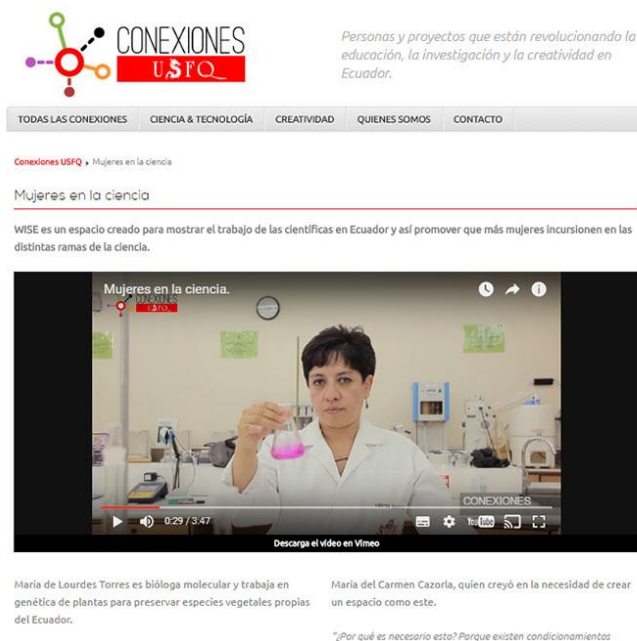 CONEXIONES
USFQ
Personas y proyectos que están revolucionando la
educación, la investigación y la creatividad en
Ecuador.
TODAS LAS CONEXIONES CIENCIA & TECNOLOGÍA CREATIVIDAD QUIENES SOMOS CONTACTO
Conexiones USFQ Mujeres en la ciencia
Mujeres en la ciencia
WISE es un espacio creado para mostrar el trabajo de las científicas en Ecuador y así promover que más mujeres incursionen en las
distintas ramas de la ciencia.
Mujeres en la ciencia.
CONEXIONES
USFQ
CONEXIONES
0:29 / 3:47
YouTube
Descarga el video en Vimeo
María de Lourdes Torres es bióloga molecular y trabaja en
genética de plantas para preservar especies vegetales propias
del Ecuador.
María del Carmen Cazorla, quien creyó en la necesidad de crear
un espacio como este.
"¿Por qué es necesario esto? Porque existen condicionamientos